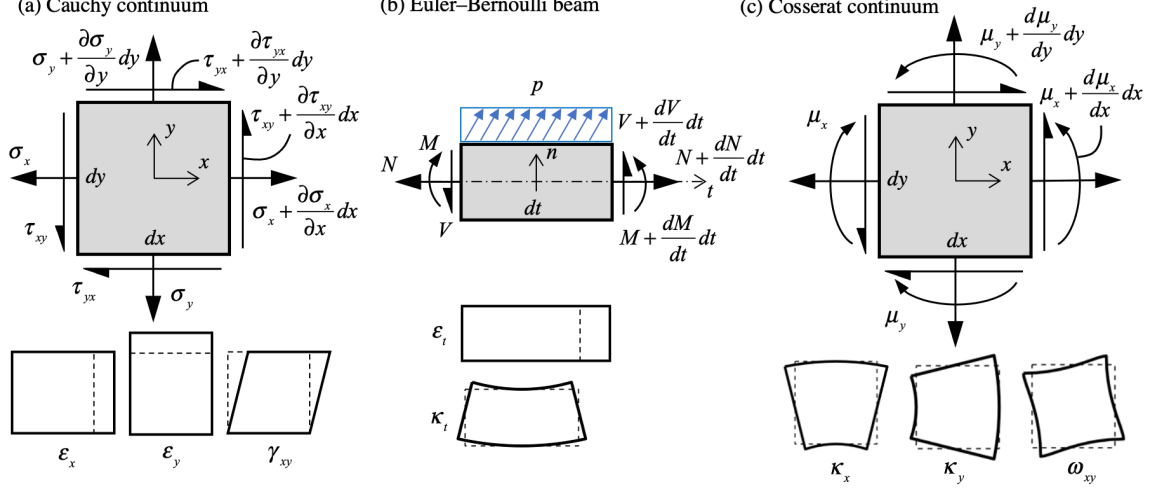 (a) Cauchy continuum
σ_y + ∂σ_y/∂y dy
τ_yx + ∂τ_yx/∂y dy
τ_xy + ∂τ_xy/∂x dx
σ_x
y
x
dy
dx
τ_xy
σ_x + ∂σ_x/∂x dx
τ_yx
σ_y
ε_x
ε_y
γ_xy
(b) Euler–Bernoulli beam
p
V + dV/dt dt
M
n
N
N + dN/dt dt
t
dt
V
M + dM/dt dt
ε_t
κ_t
(c) Cosserat continuum
μ_y + dμ_y/dy dy
μ_x + dμ_x/dx dx
μ_x
y
x
dy
dx
μ_y
κ_x
κ_y
ω_xy